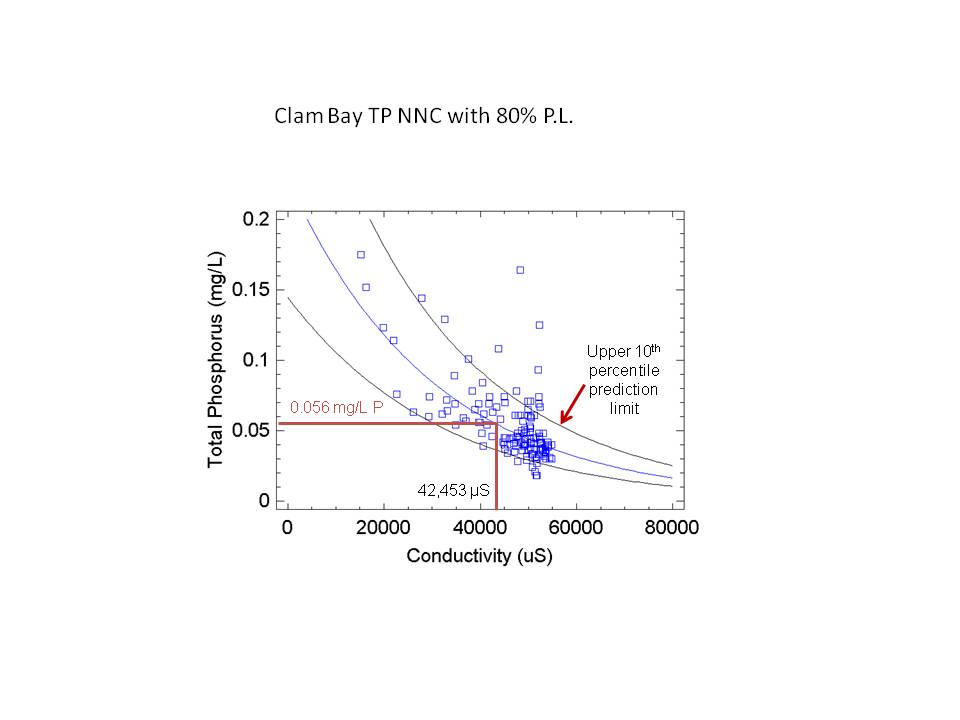 Clam Bay TP NNC with 80% P.L.
0.2
0.15
0.1
0.05
0
Total Phosphorus (mg/L)
Upper 10th
percentile
prediction
limit
0.056 mg/L P
42,453 µS
0 20000 40000 60000 80000
Conductivity (uS)